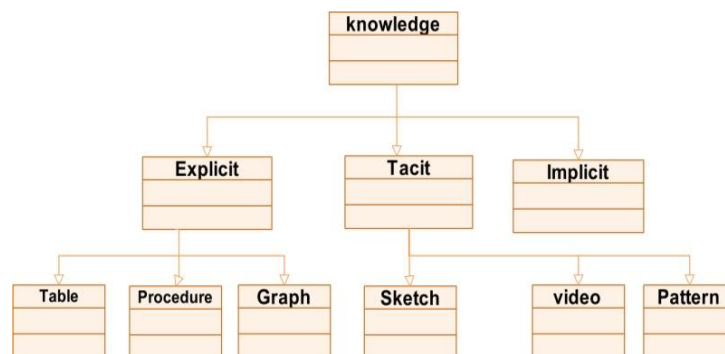 knowledge
Explicit
Tacit
Implicit
Table
Procedure
Graph
Sketch
video
Pattern